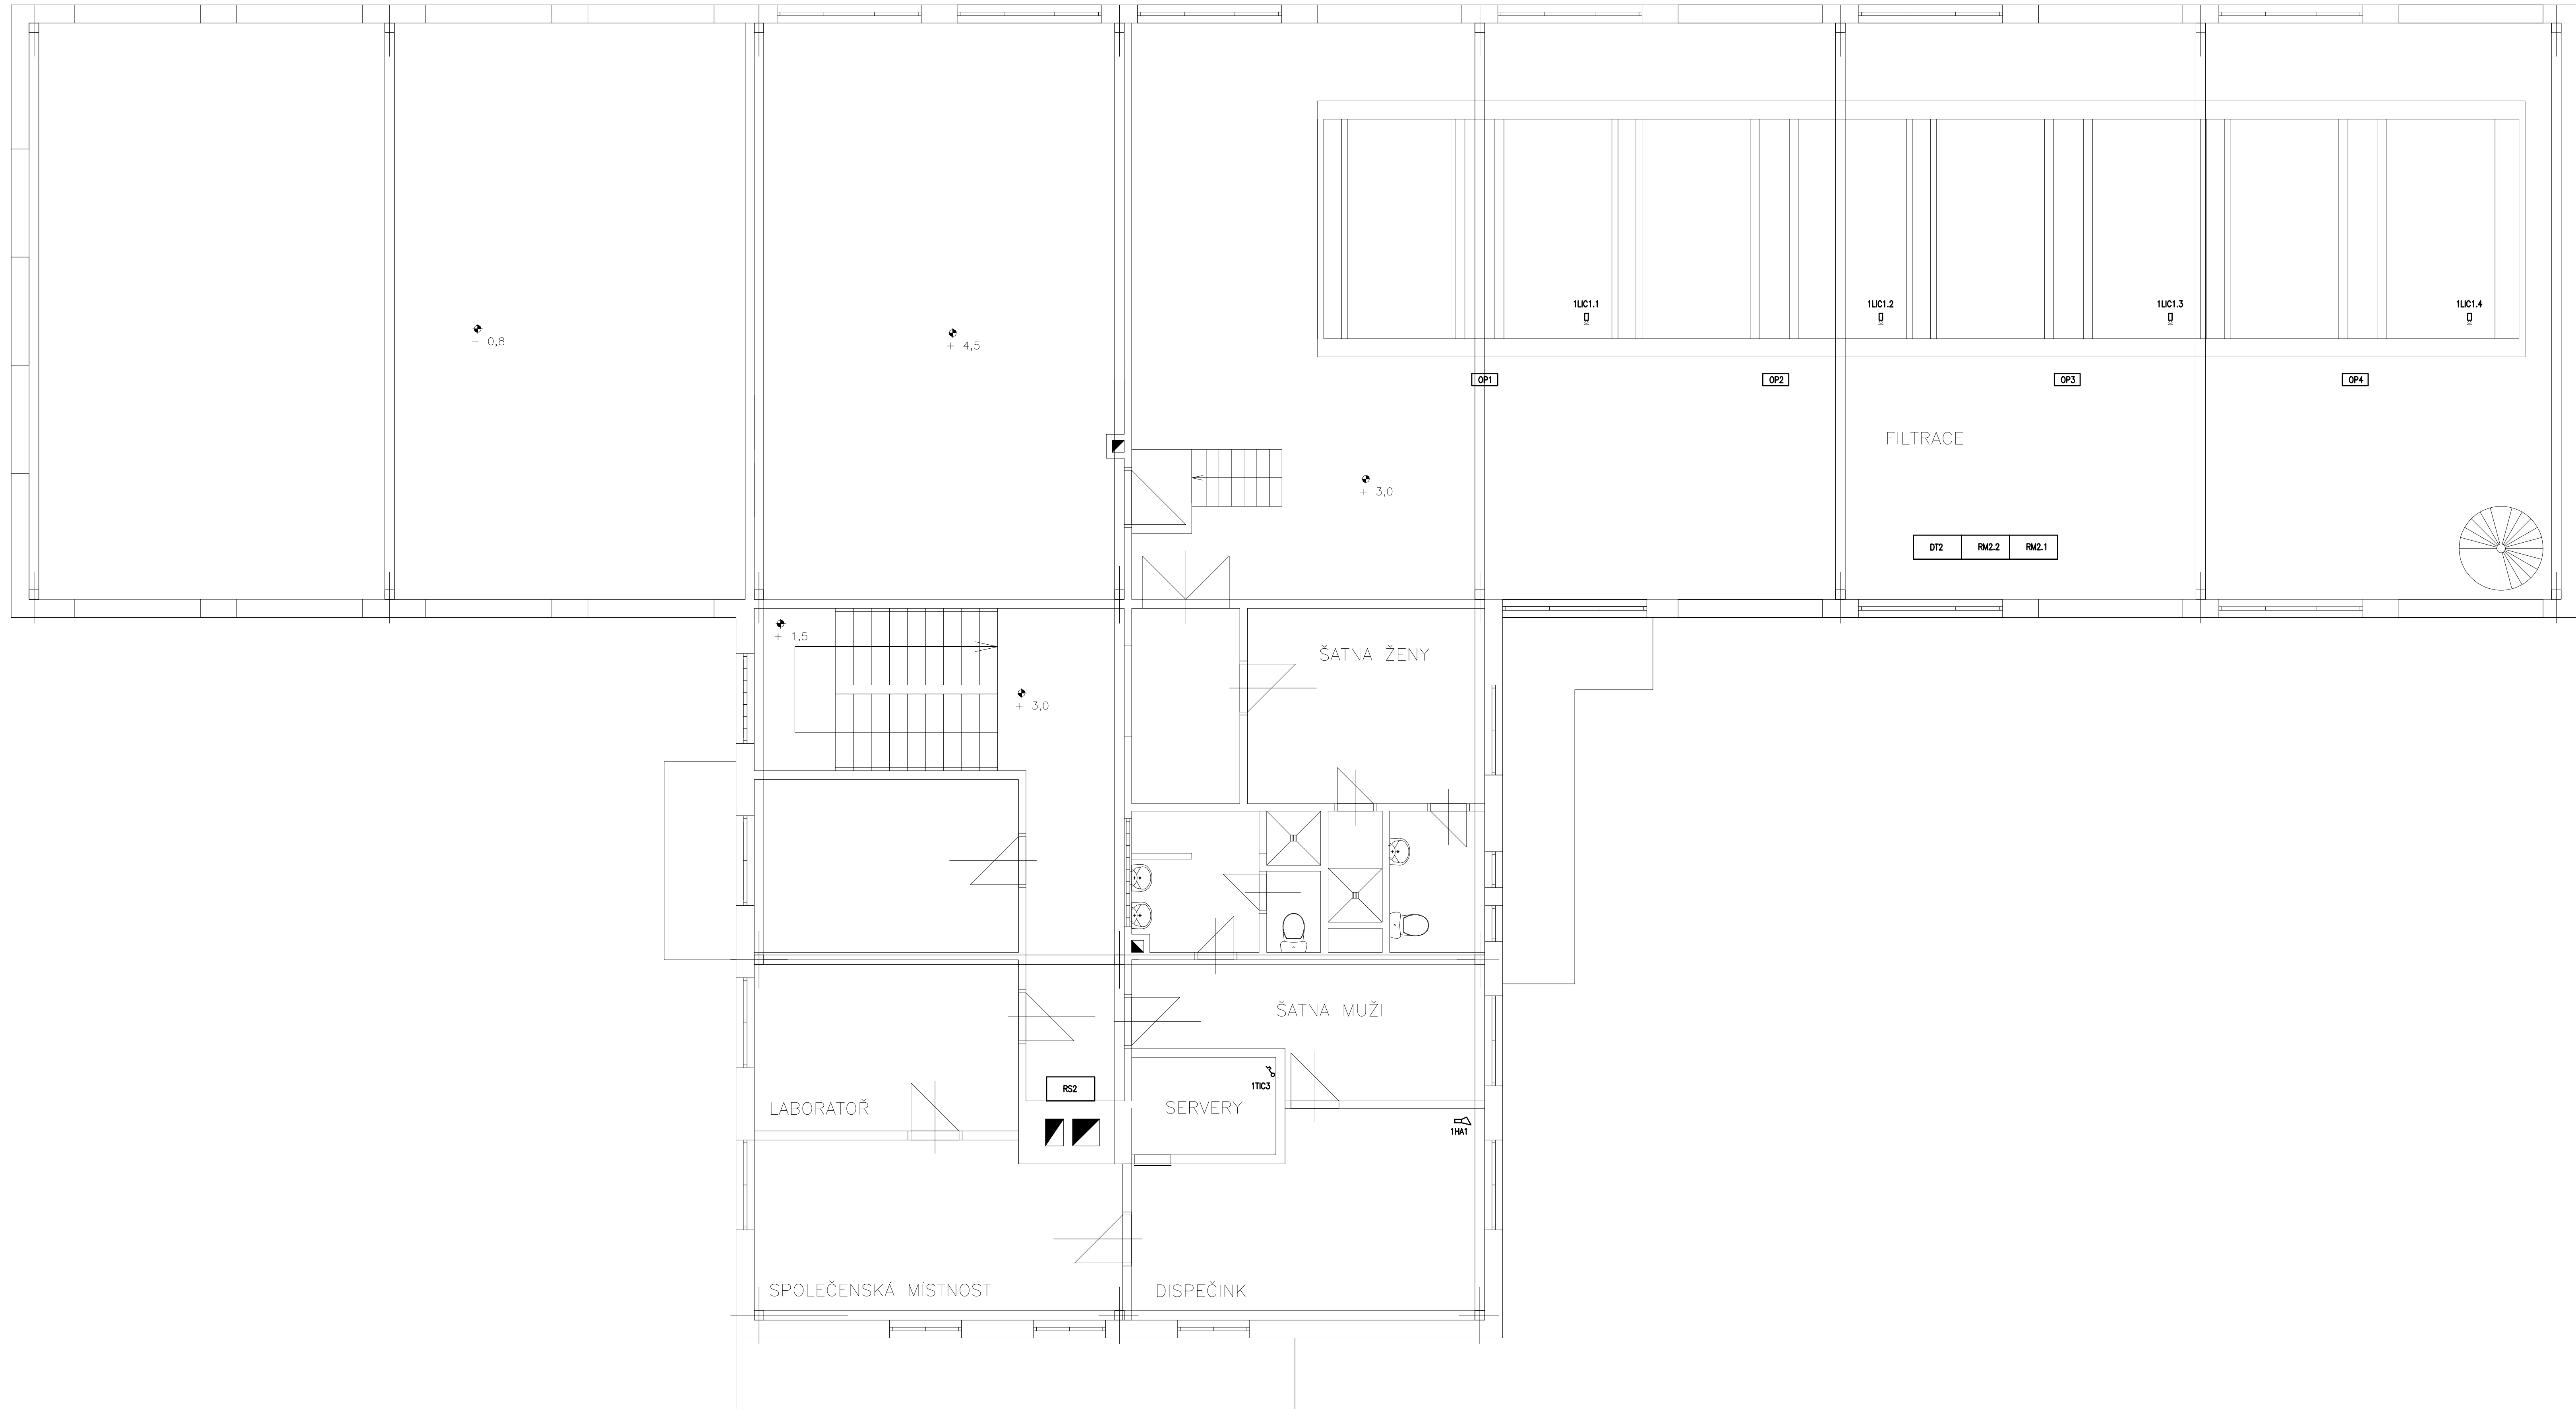 1LIC1.1
1LIC1.2
1LIC1.3
1LIC1.4
− 0,8
+ 4,5
OP1
OP2
OP3
OP4
FILTRACE
+ 3,0
DT2
RM2.2
RM2.1
+ 1,5
ŠATNA ŽENY
+ 3,0
ŠATNA MUŽI
1TIC3
RS2
LABORATOŘ
SERVERY
1HA1
SPOLEČENSKÁ MÍSTNOST
DISPEČINK